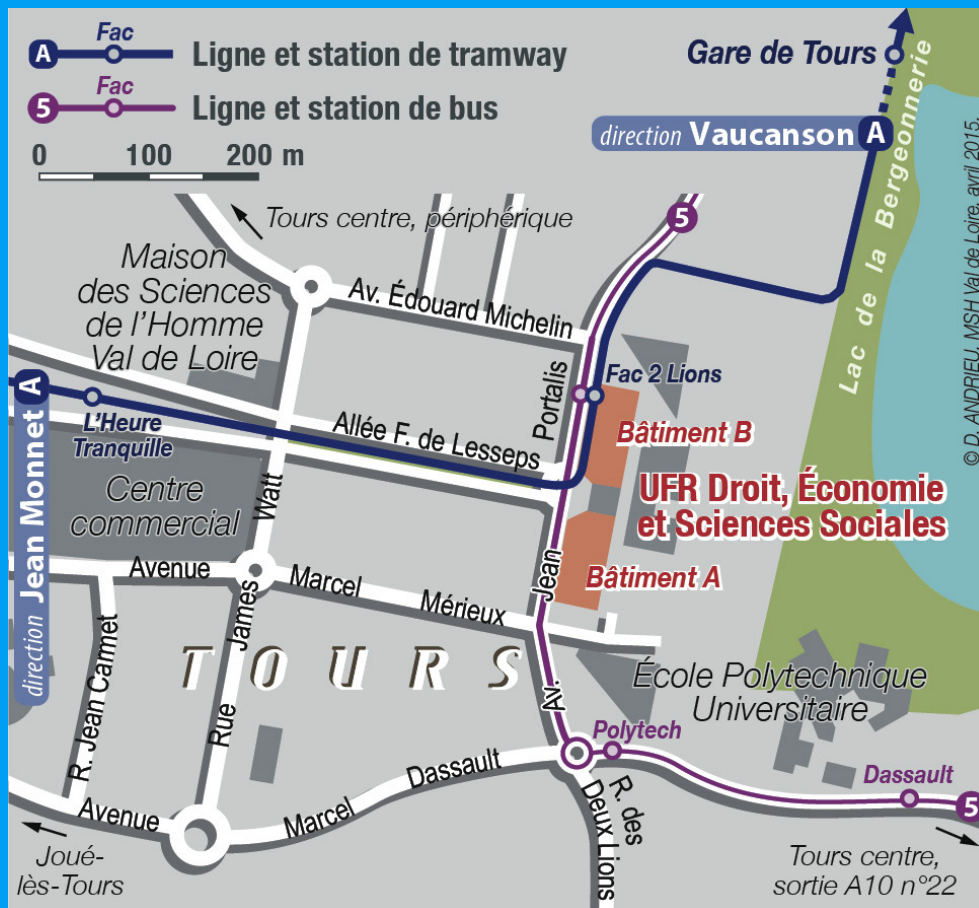 Fac
A Ligne et station de tramway
Fac
5 Ligne et station de bus
0 100 200 m
Gare de Tours
direction Vaucanson A
Lac de la Bergeonnerie
© D. ANDRIEU, MSH Val de Loire, avril 2015.
5
Tours centre, périphérique
Maison
des Sciences
de l'Homme
Val de Loire
Av. Édouard Michelin
Portalis
Fac 2 Lions
direction Jean Monnet A
L'Heure
Tranquille
Allée F. de Lesseps
Bâtiment B
Centre
commercial
Watt
UFR Droit, Économie
et Sciences Sociales
Jean
Bâtiment A
Avenue Marcel Mérieux
R. Jean Carmet
James
Rue
TOURS
Av.
École Polytechnique
Universitaire
Polytech
Dassault
5
Avenue Marcel Dassault
R. des
Deux Lions
Joué-
lès-Tours
Tours centre,
sortie A10 n°22